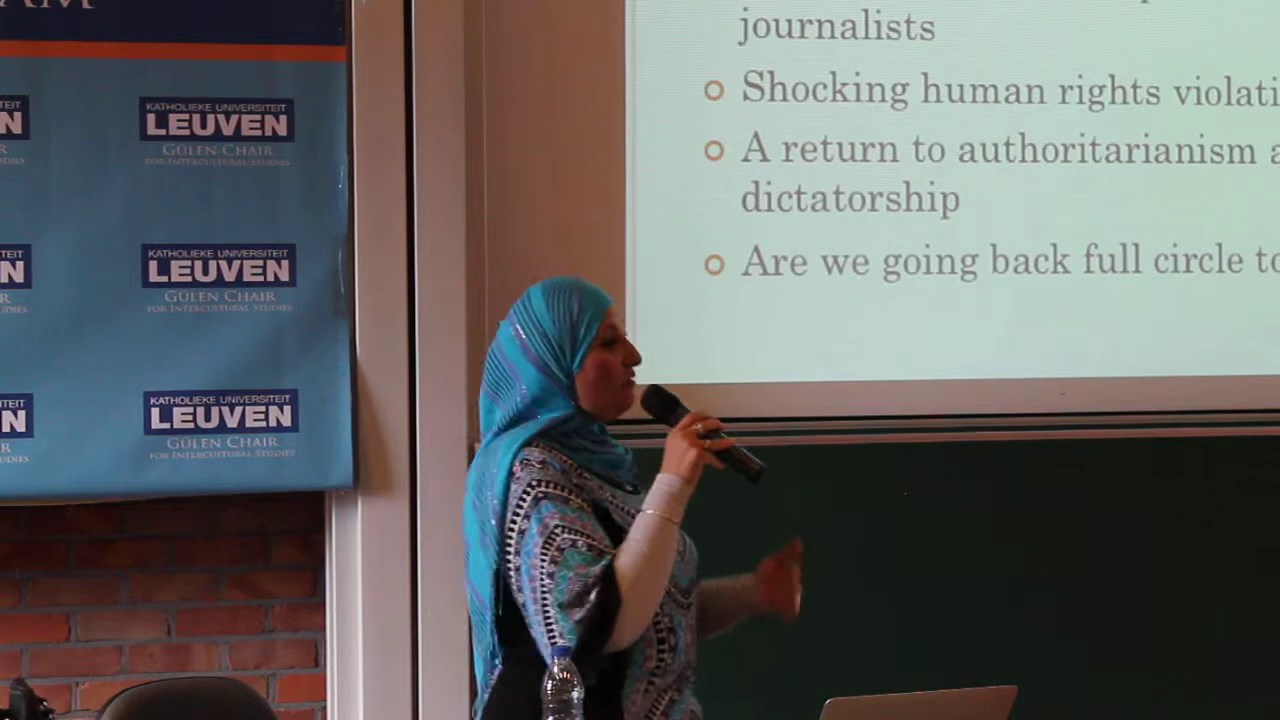 AM
KATHOLIEKE UNIVERSITEIT
LEUVEN
GÜLEN CHAIR
FOR INTERCULTURAL STUDIES
KATHOLIEKE UNIVERSITEIT
LEUVEN
GÜLEN CHAIR
FOR INTERCULTURAL STUDIES
KATHOLIEKE UNIVERSITEIT
LEUVEN
GÜLEN CHAIR
FOR INTERCULTURAL STUDIES
journalists
Shocking human rights violati
A return to authoritarianism a
dictatorship
Are we going back full circle to